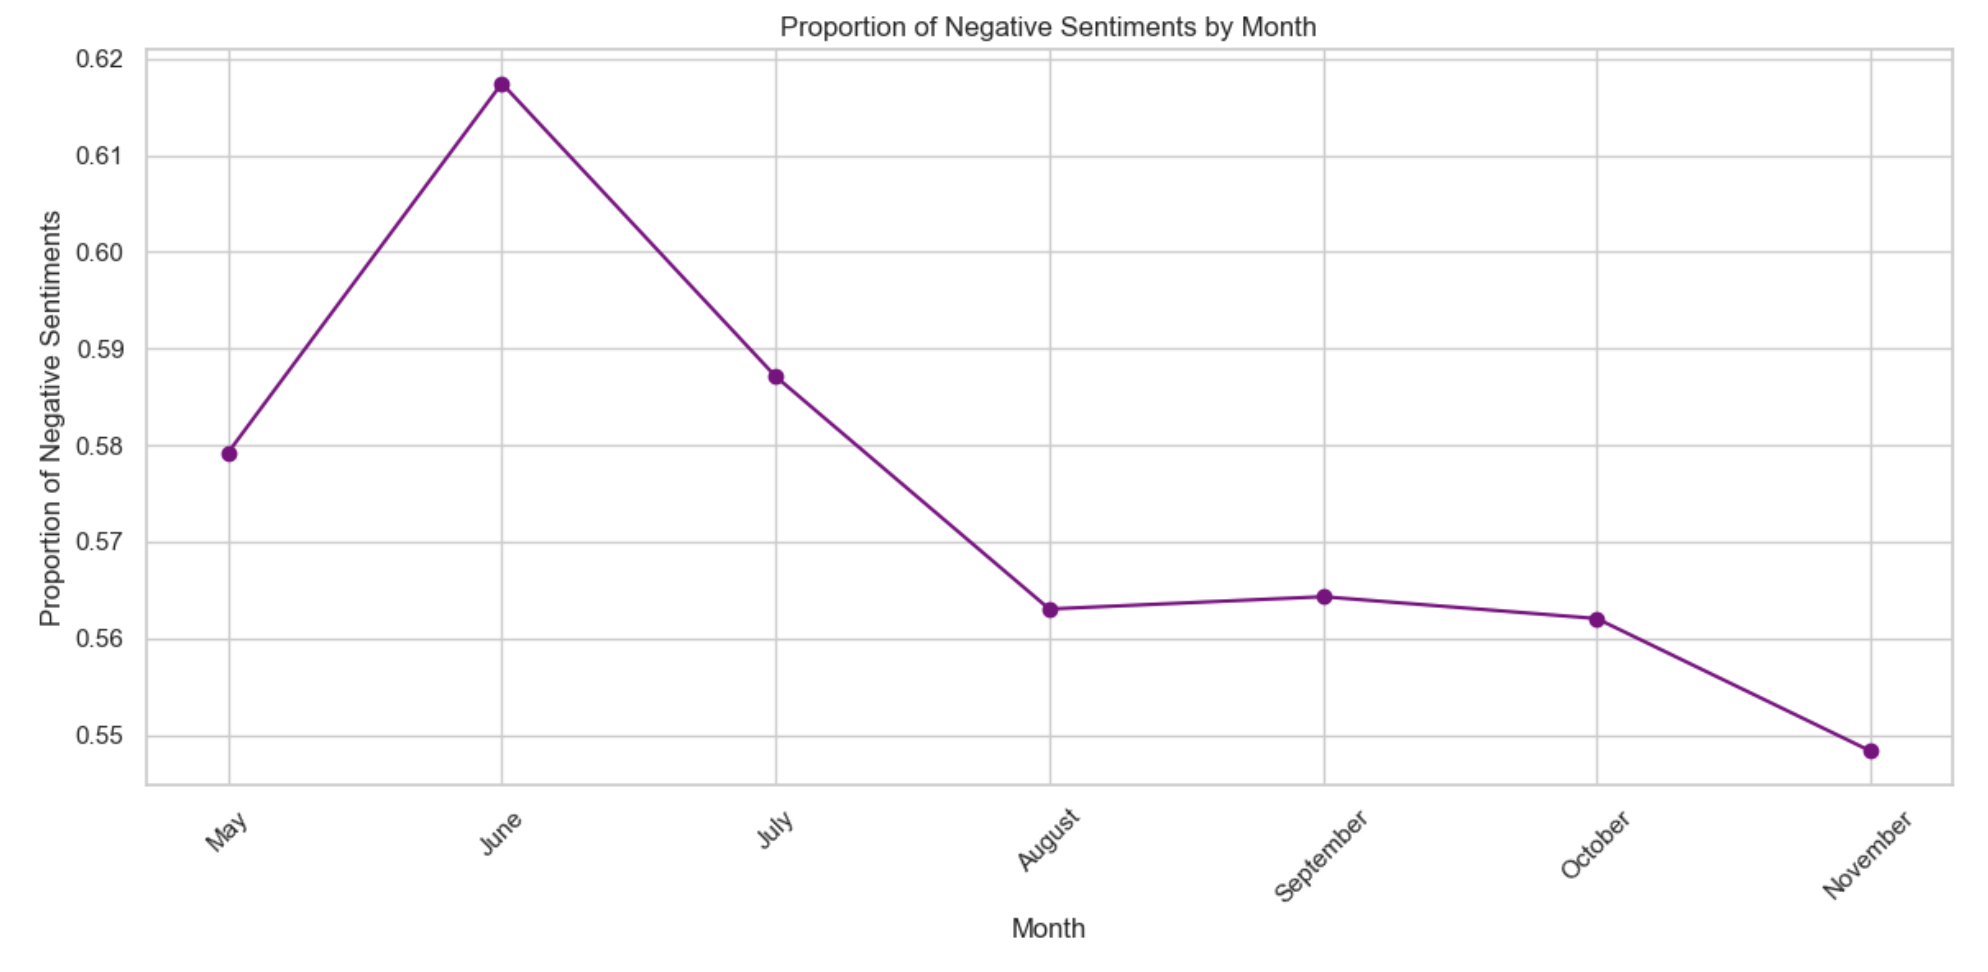 Proportion of Negative Sentiments by Month
Proportion of Negative Sentiments
0.62
0.61
0.60
0.59
0.58
0.57
0.56
0.55
May
June
July
August
September
October
November
Month